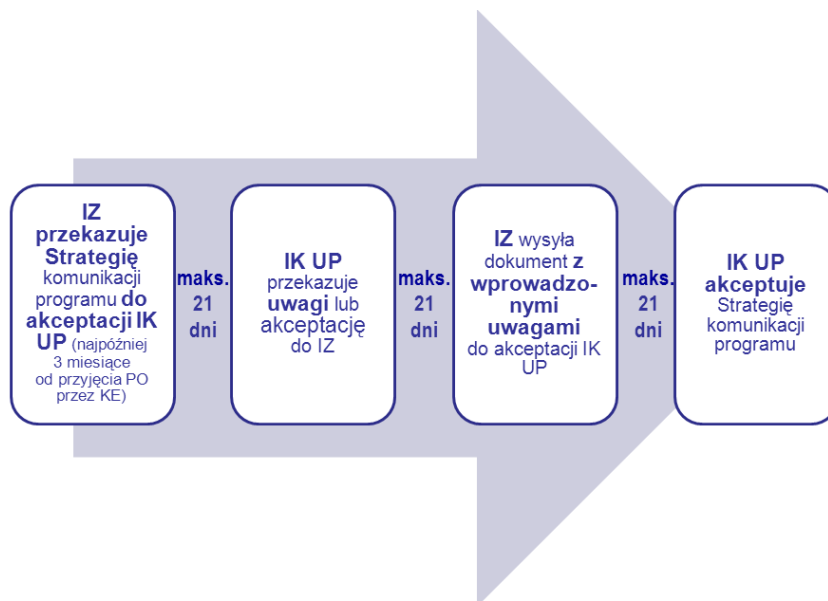 IZ
przekazuje
Strategię
komunikacji
programu do
akceptacji IK
UP (najpóźniej
3 miesiące
od przyjęcia PO
przez KE)
maks.
21
dni
IK UP
przekazuje
uwagi lub
akceptację
do IZ
maks.
21
dni
IZ wysyła
dokument z
wprowadzo-
nymi
uwagami
do akceptacji IK
UP
maks.
21
dni
IK UP
akceptuje
Strategię
komunikacji
programu